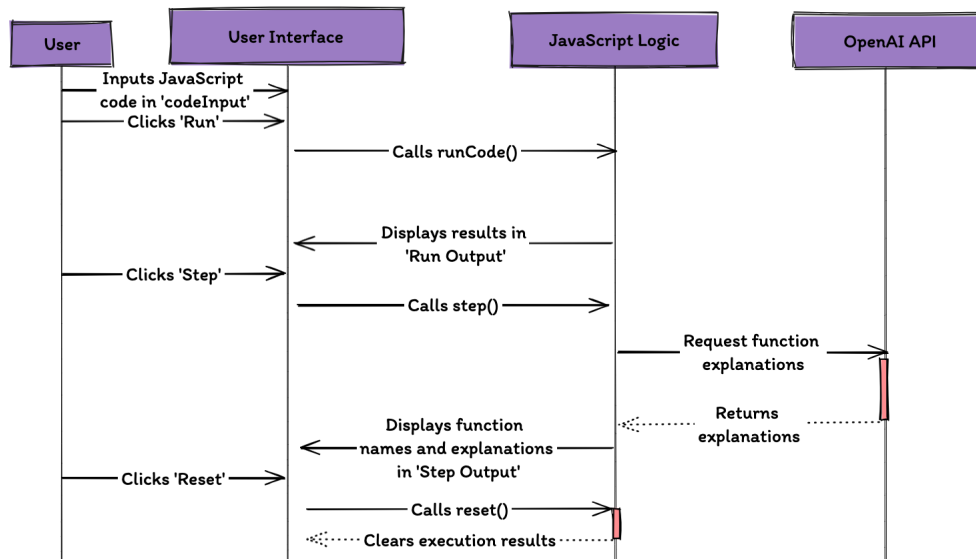 User
User Interface
JavaScript Logic
OpenAI API
Inputs JavaScript
code in 'codeInput'
Clicks 'Run'
Calls runCode()
Displays results in
'Run Output'
Clicks 'Step'
Calls step()
Request function
explanations
Returns
explanations
Displays function
names and explanations
in 'Step Output'
Clicks 'Reset'
Calls reset()
Clears execution results